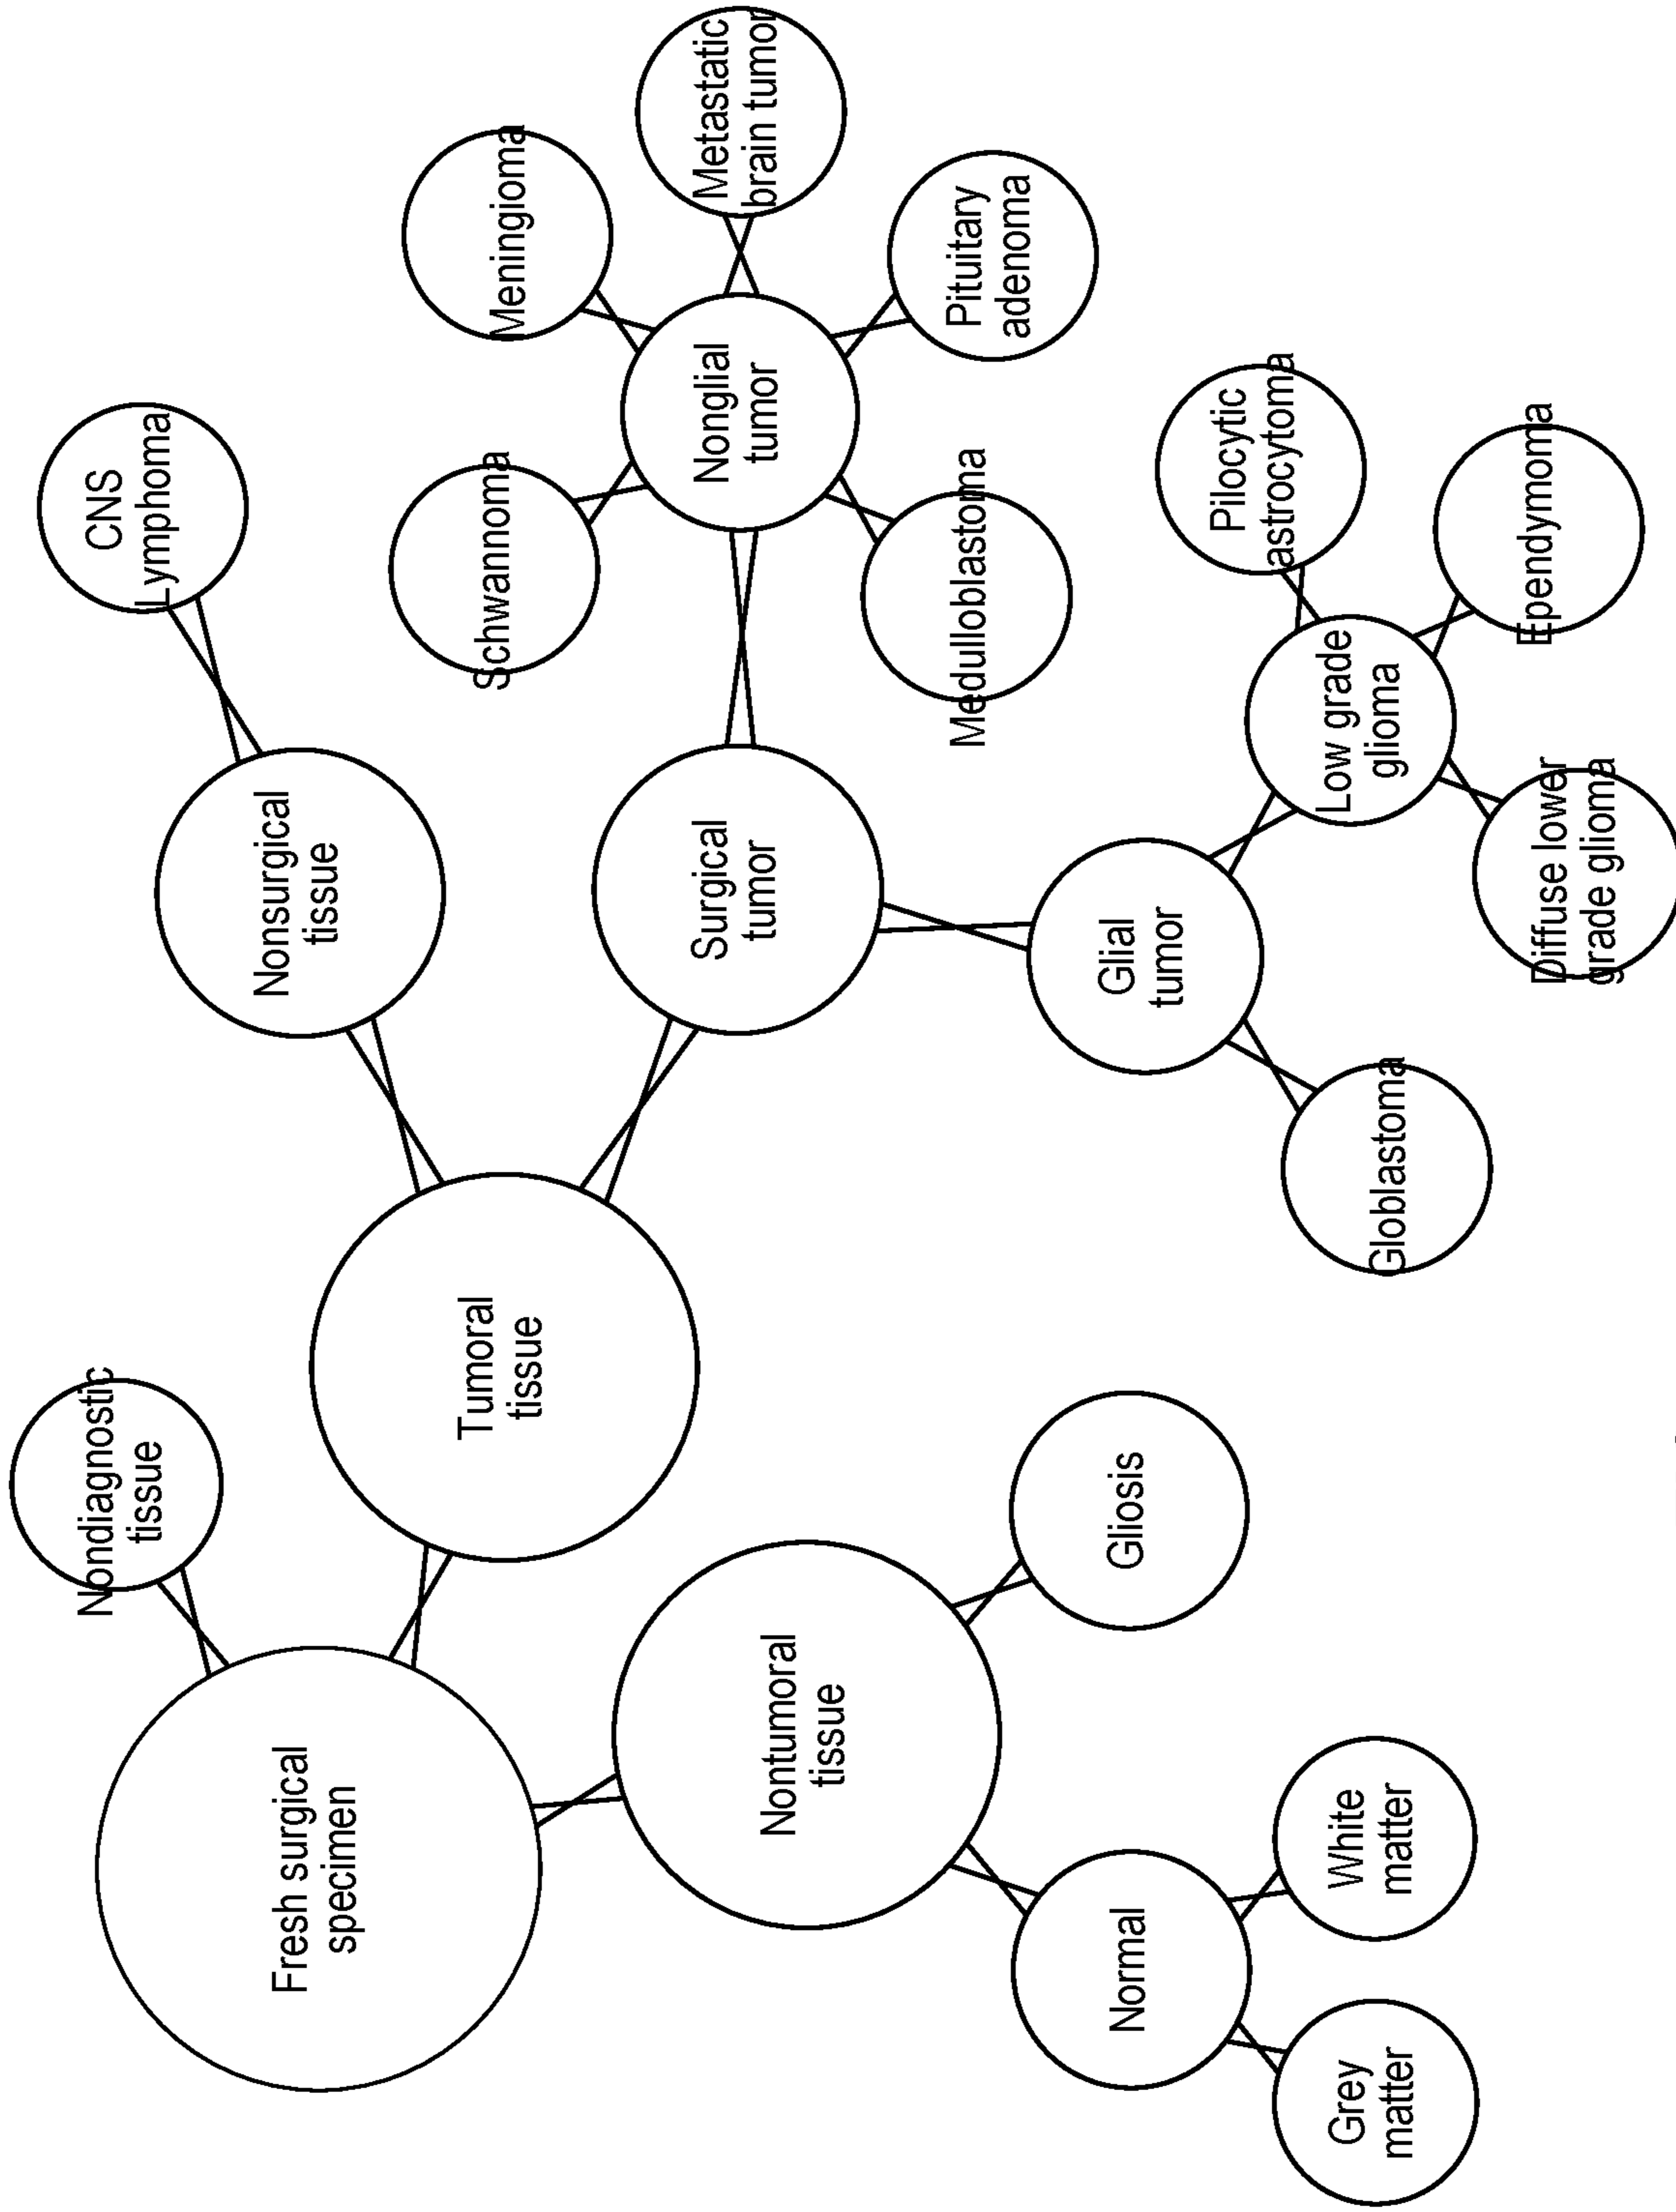 Nondiagnostic
tissue
Fresh surgical
specimen
Tumoral
tissue
Nonsurgical
tissue
CNS
Lymphoma
Surgical
tumor
Nonglial
tumor
Schwannoma
Meningioma
Metastatic
brain tumor
Pituitary
adenoma
Medulloblastoma
Glial
tumor
Low grade
glioma
Pilocytic
astrocytoma
Ependymoma
Diffuse lower
grade glioma
Globlastoma
Nontumoral
tissue
Gliosis
Normal
White
matter
Grey
matter